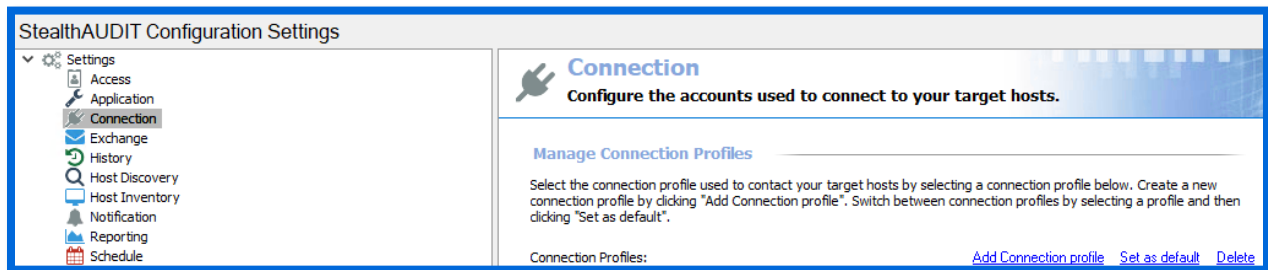 StealthAUDIT Configuration Settings
Settings
Access
Application
Connection
Exchange
History
Host Discovery
Host Inventory
Notification
Reporting
Schedule
Connection
Configure the accounts used to connect to your target hosts.
Manage Connection Profiles
Select the connection profile used to contact your target hosts by selecting a connection profile below. Create a new
connection profile by clicking "Add Connection profile". Switch between connection profiles by selecting a profile and then
clicking "Set as default".
Connection Profiles: Add Connection profile Set as default Delete